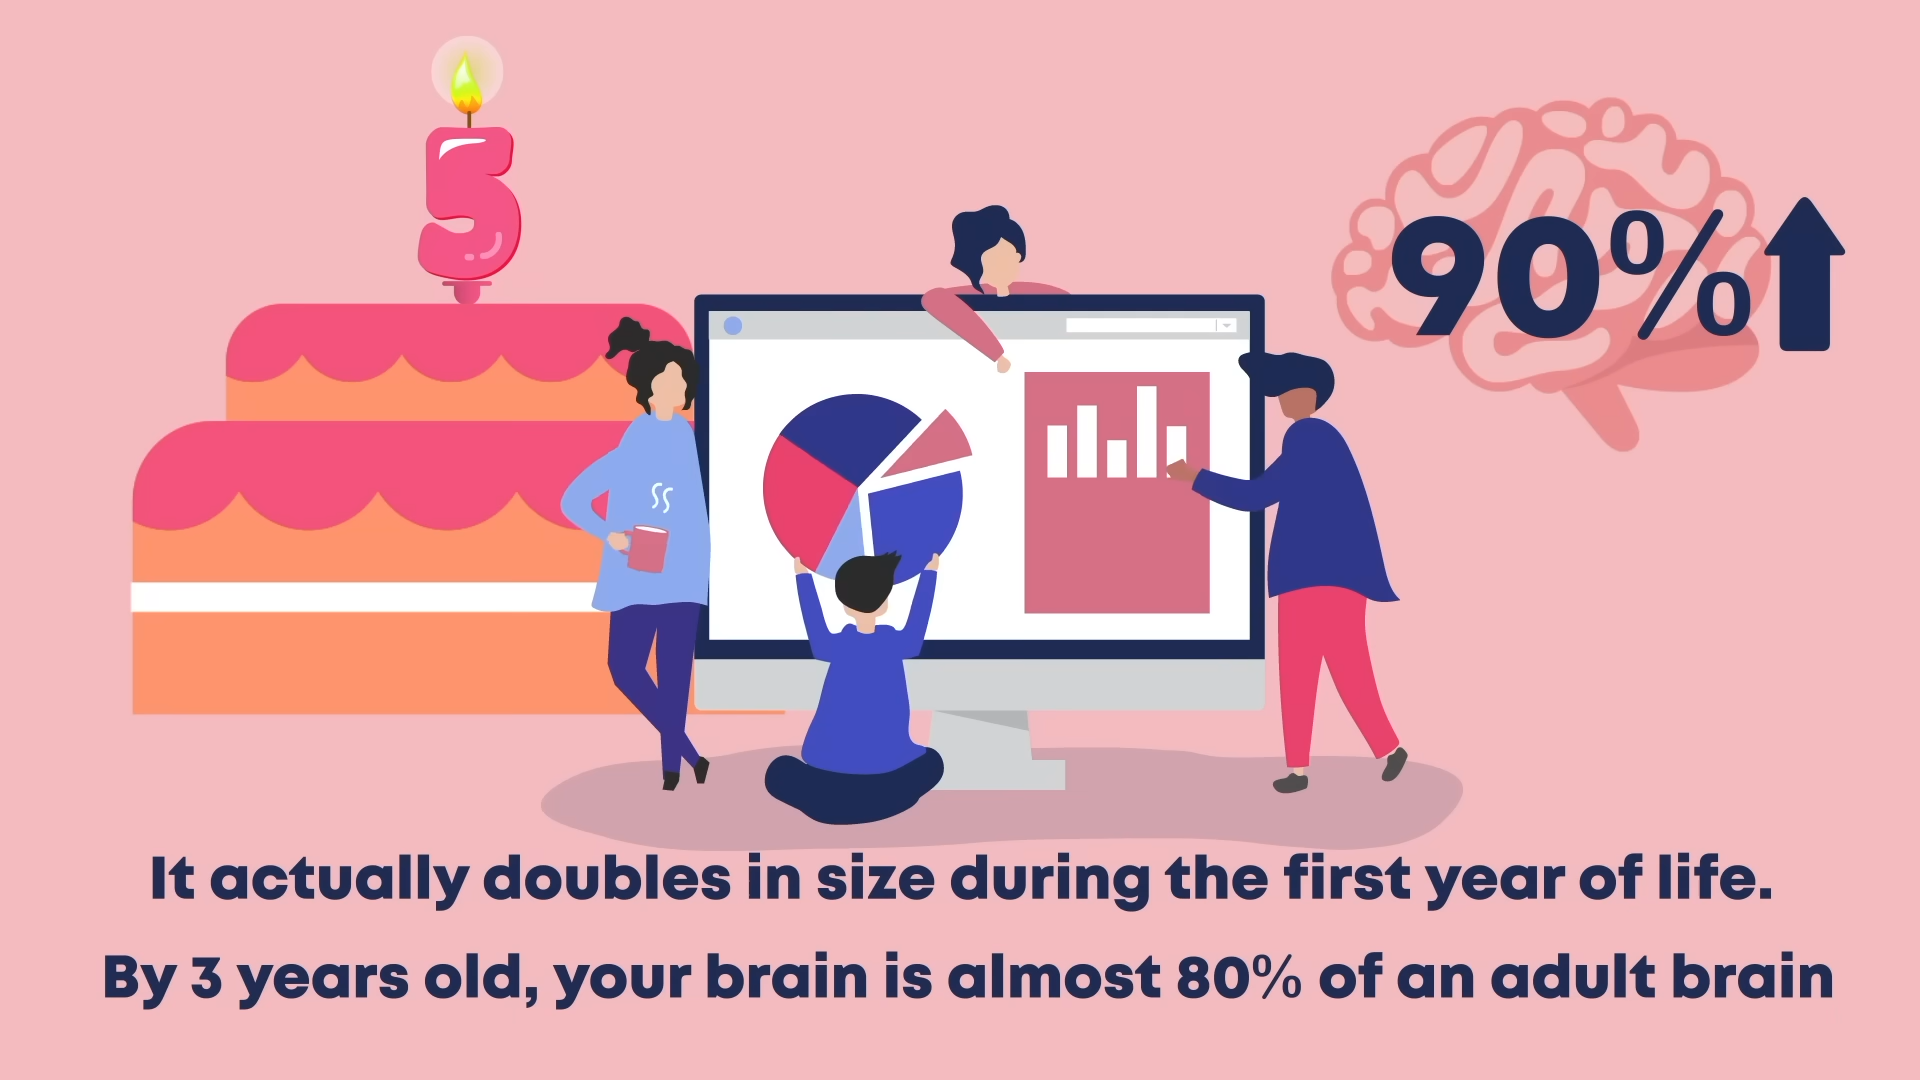 5
90%
It actually doubles in size during the first year of life.
By 3 years old, your brain is almost 80% of an adult brain